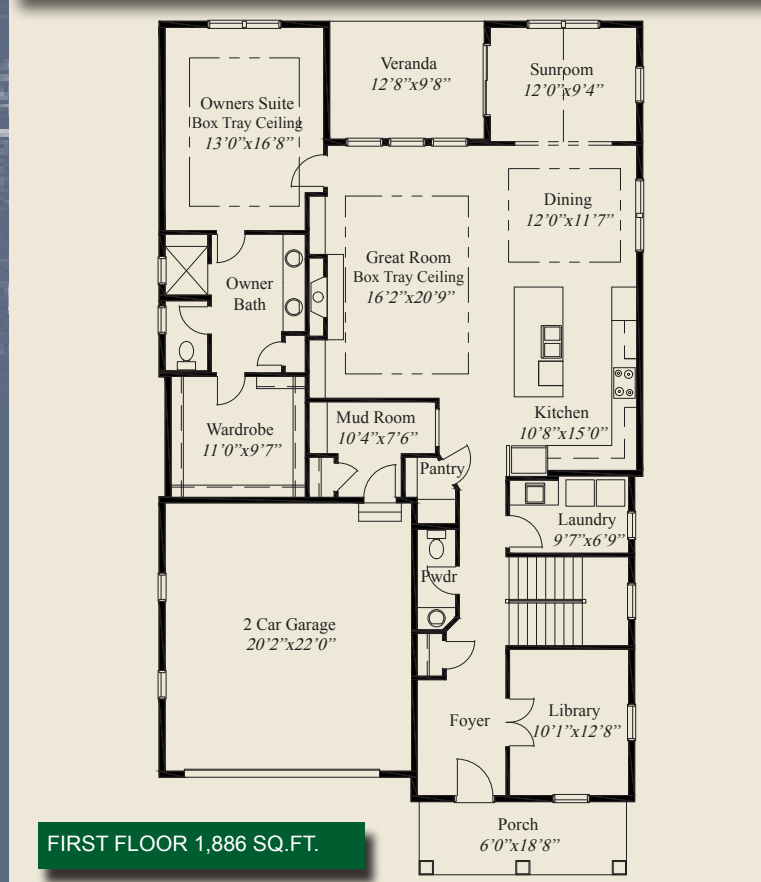 Veranda
12’8”x9’8”
Sunroom
12’0”x9’4”
Owners Suite
Box Tray Ceiling
13’0”x16’8”
Dining
12’0”x11’7”
Great Room
Box Tray Ceiling
16’2”x20’9”
Owner
Bath
Kitchen
10’8”x15’0”
Wardrobe
11’0”x9’7”
Mud Room
10’4”x7’6”
Pantry
Laundry
9’7”x6’9”
Pwdr
2 Car Garage
20’2”x22’0”
Foyer
Library
10’1”x12’8”
Porch
6’0”x18’8”
FIRST FLOOR 1,886 SQ.FT.